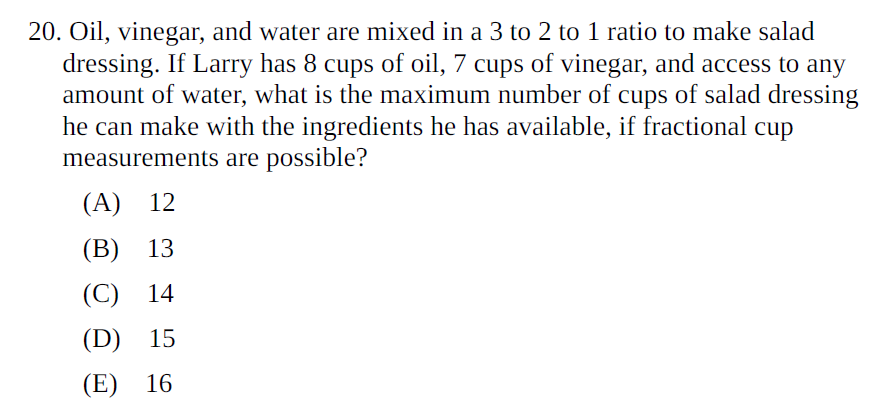 20. Oil, vinegar, and water are mixed in a 3 to 2 to 1 ratio to make salad
dressing. If Larry has 8 cups of oil, 7 cups of vinegar, and access to any
amount of water, what is the maximum number of cups of salad dressing
he can make with the ingredients he has available, if fractional cup
measurements are possible?
(A) 12
(B) 13
(C) 14
(D) 15
(E) 16